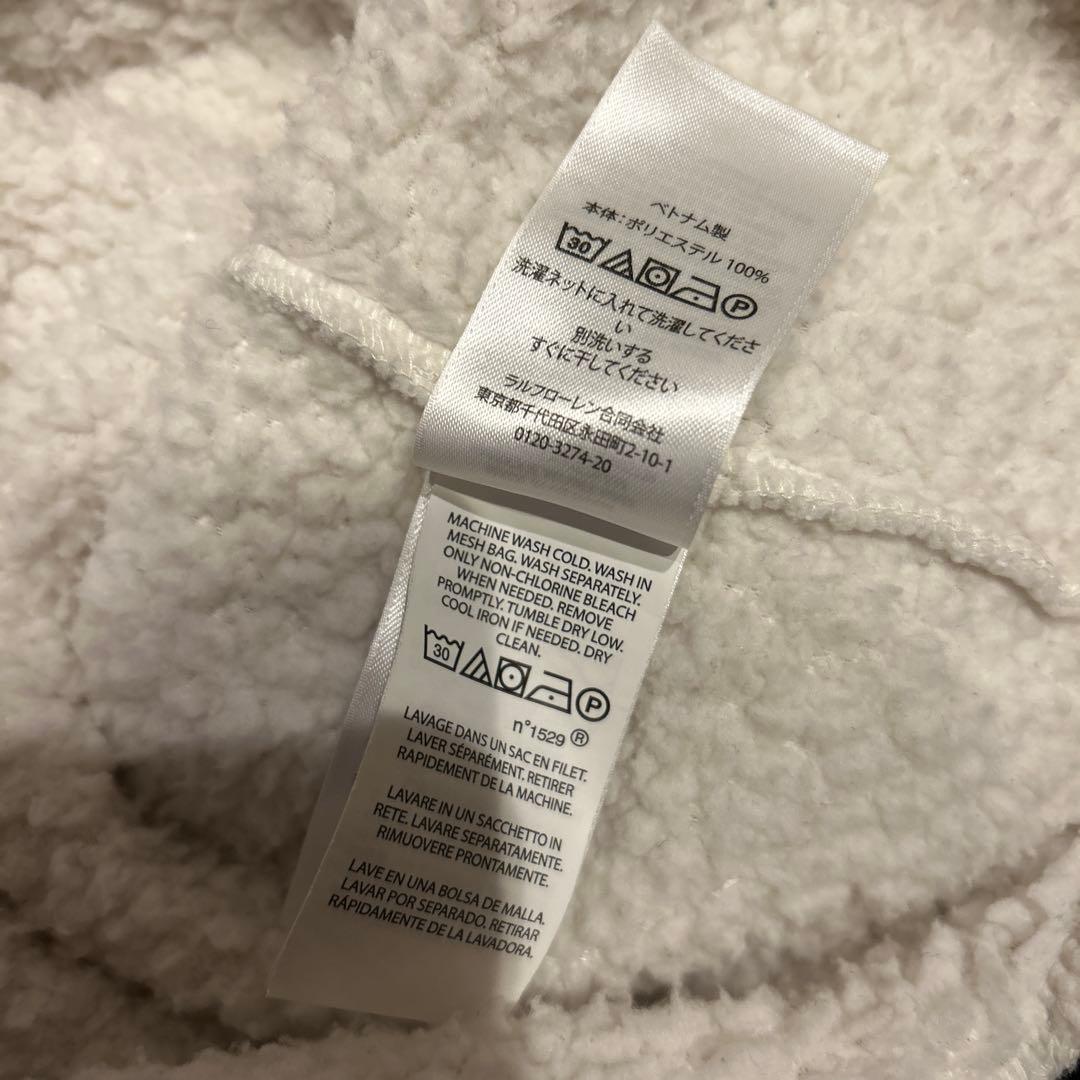 ベトナム製
本体:ポリエステル 100%
30 P
洗濯ネットに入れて洗濯してくださ
い
別洗いする
すぐに干してください
ラルフローレン合同会社
東京都千代田区永田町2-10-1
0120-3274-20
MACHINE WASH COLD. WASH IN
MESH BAG. WASH SEPARATELY.
ONLY NON-CHLORINE BLEACH
WHEN NEEDED. REMOVE
PROMPTLY. TUMBLE DRY LOW.
COOL IRON IF NEEDED. DRY
CLEAN.
30 P
n°1529 ®
LAVAGE DANS UN SAC EN FILET.
LAVER SÉPARÉMENT. RETIRER
RAPIDEMENT DE LA MACHINE.
LAVARE IN UN SACCHETTO IN
RETE. LAVARE SEPARATAMENTE.
RIMUOVERE PRONTAMENTE.
LAVE EN UNA BOLSA DE MALLA.
LAVAR POR SEPARADO. RETIRAR
RÁPIDAMENTE DE LA LAVADORA.